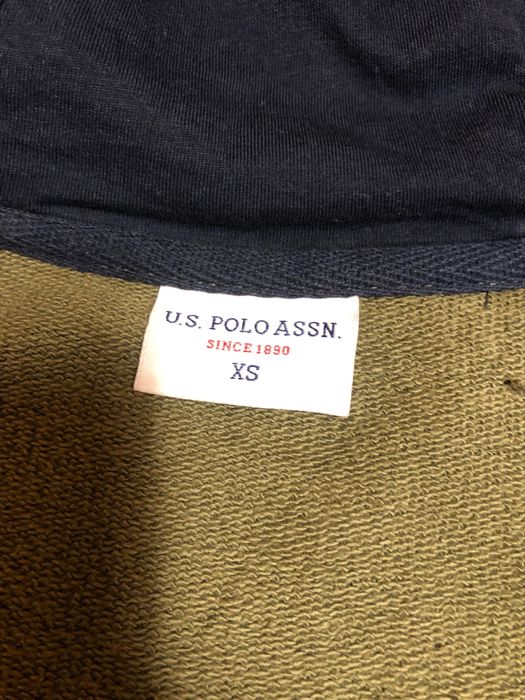 U.S. POLO ASSN.
SINCE 1890
XS